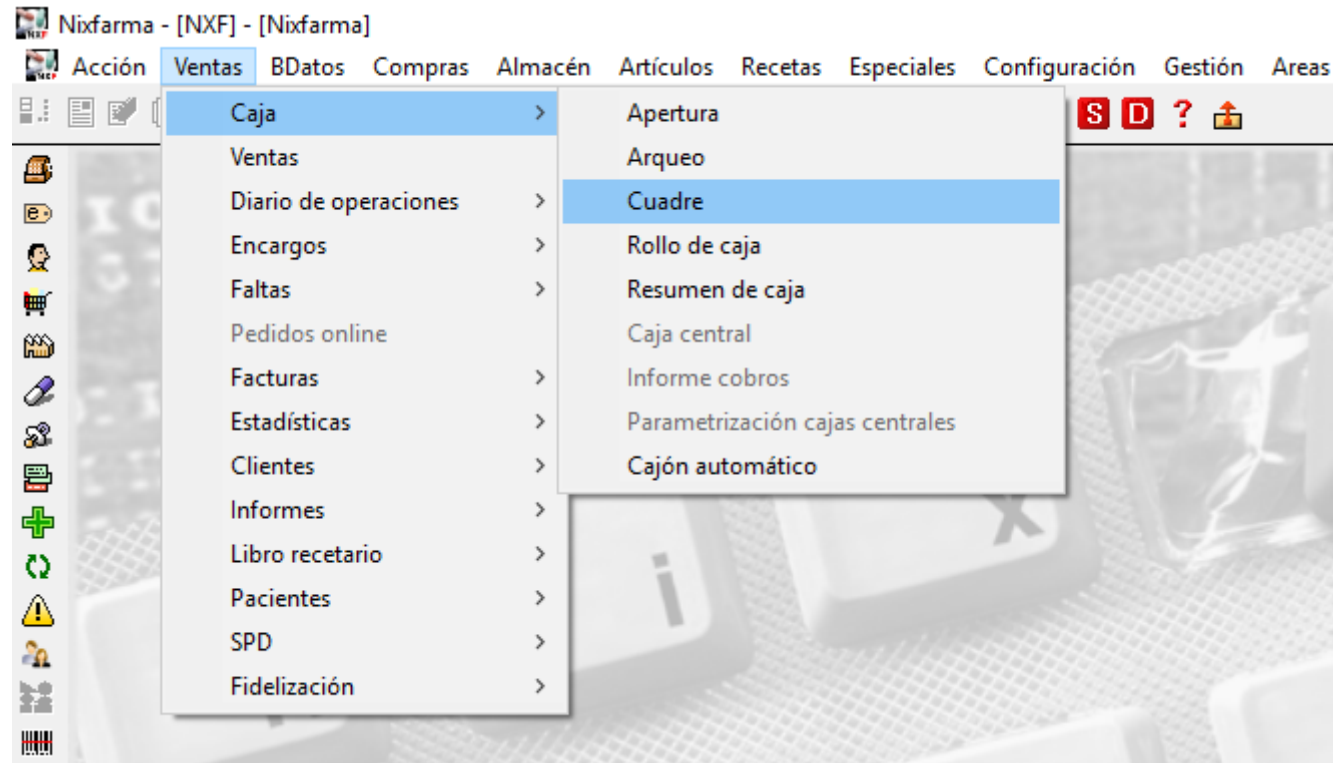 Nixfarma - [NXF] - [Nixfarma]
Acción Ventas BDatos Compras Almacén Artículos Recetas Especiales Configuración Gestión Areas
S D ?
Caja
Ventas
Diario de operaciones
Encargos
Faltas
Pedidos online
Facturas
Estadísticas
Clientes
Informes
Libro recetario
Pacientes
SPD
Fidelización
Apertura
Arqueo
Cuadre
Rollo de caja
Resumen de caja
Caja central
Informe cobros
Parametrización cajas centrales
Cajón automático
e
i
X